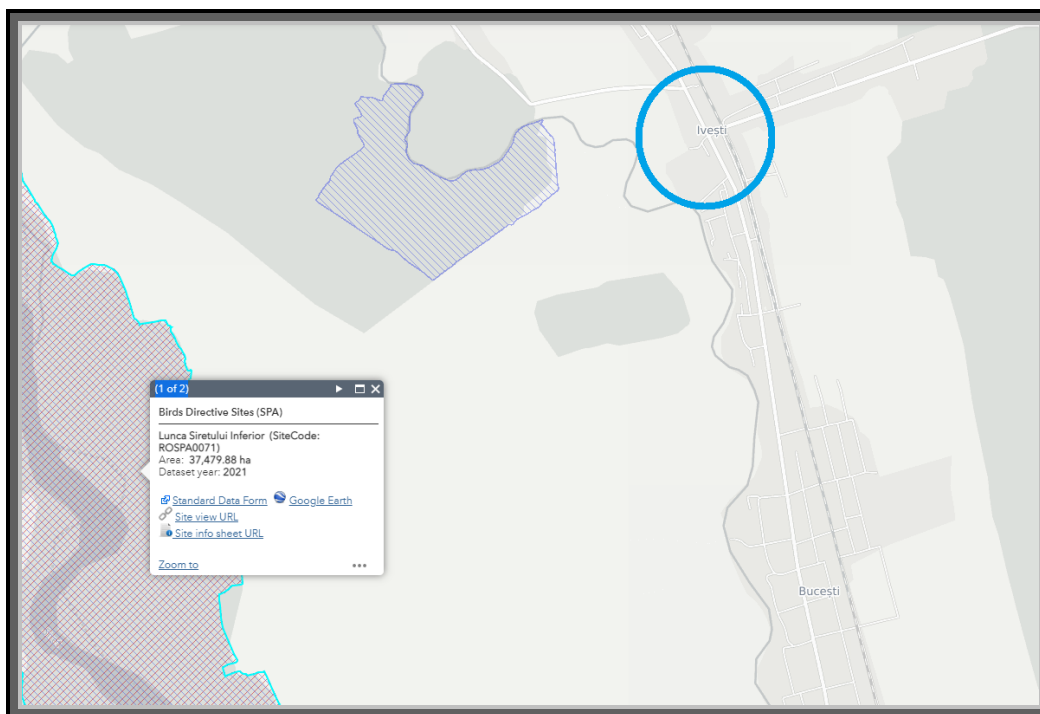 Ivești
(1 of 2)
Birds Directive Sites (SPA)
Lunca Siretului Inferior (SiteCode:
ROSPA0071)
Area: 37,479.88 ha
Dataset year: 2021
Standard Data Form Google Earth
Site view URL
Site info sheet URL
Zoom to
Bucești